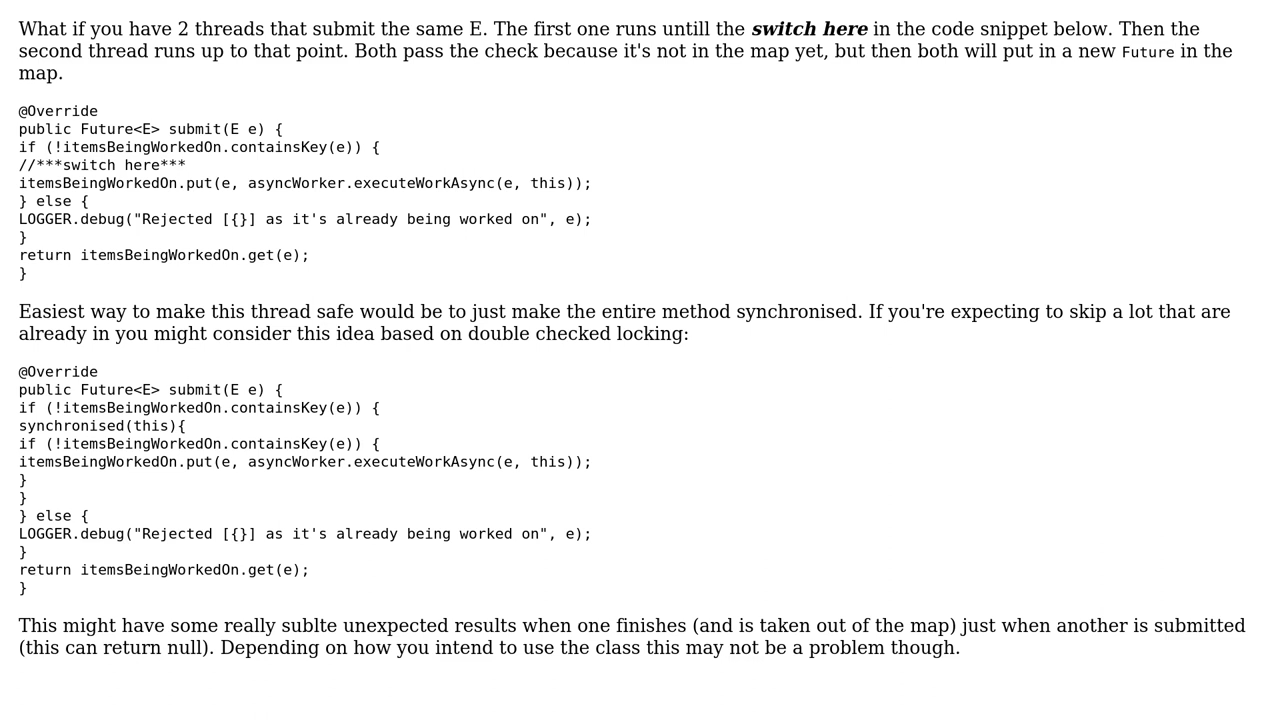 What if you have 2 threads that submit the same E. The first one runs untill the switch here in the code snippet below. Then the
second thread runs up to that point. Both pass the check because it's not in the map yet, but then both will put in a new Future in the
map.
@Override
public Future<E> submit(E e) {
if (!itemsBeingWorkedOn.containsKey(e)) {
//***switch here***
itemsBeingWorkedOn.put(e, asyncWorker.executeWorkAsync(e, this));
} else {
LOGGER.debug("Rejected [{}] as it's already being worked on", e);
}
return itemsBeingWorkedOn.get(e);
}
Easiest way to make this thread safe would be to just make the entire method synchronised. If you're expecting to skip a lot that are
already in you might consider this idea based on double checked locking:
@Override
public Future<E> submit(E e) {
if (!itemsBeingWorkedOn.containsKey(e)) {
synchronised(this){
if (!itemsBeingWorkedOn.containsKey(e)) {
itemsBeingWorkedOn.put(e, asyncWorker.executeWorkAsync(e, this));
}
}
} else {
LOGGER.debug("Rejected [{}] as it's already being worked on", e);
}
return itemsBeingWorkedOn.get(e);
}
This might have some really sublte unexpected results when one finishes (and is taken out of the map) just when another is submitted
(this can return null). Depending on how you intend to use the class this may not be a problem though.